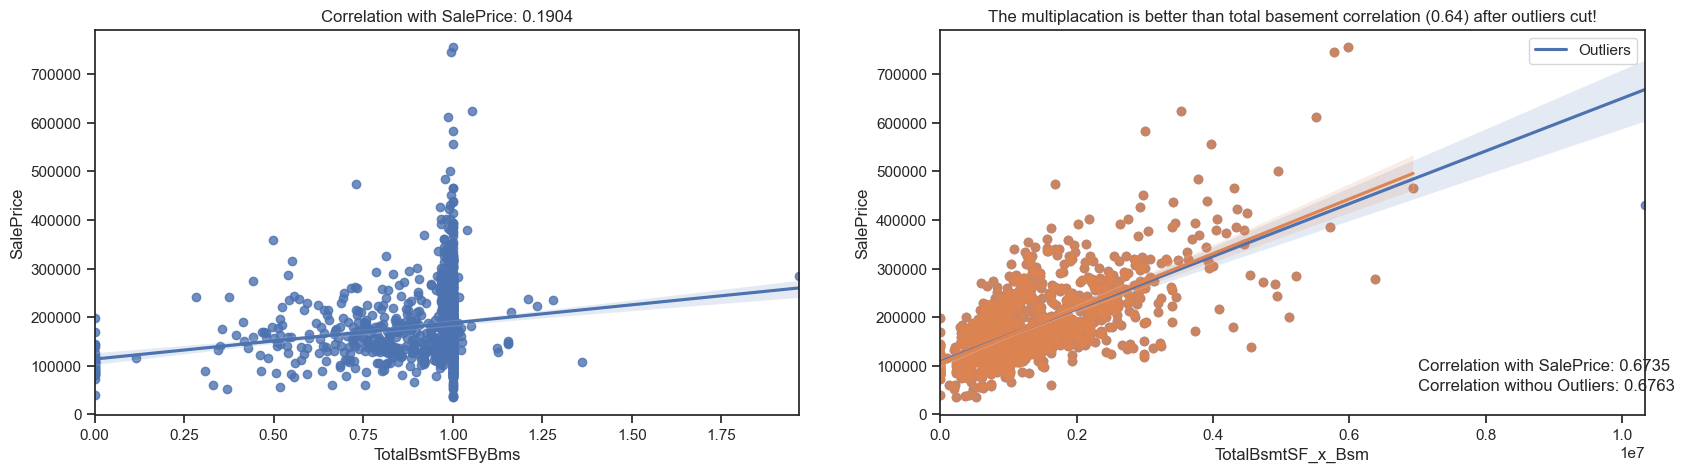 Correlation with SalePrice: 0.1904
SalePrice
700000
600000
500000
400000
300000
200000
100000
0
0.00 0.25 0.50 0.75 1.00 1.25 1.50 1.75
TotalBsmtSFByBms
The multiplacation is better than total basement correlation (0.64) after outliers cut!
Outliers
SalePrice
700000
600000
500000
400000
300000
200000
100000
0
Correlation with SalePrice: 0.6735
Correlation withou Outliers: 0.6763
0.0 0.2 0.4 0.6 0.8 1.0
1e7
TotalBsmtSF_x_Bsm